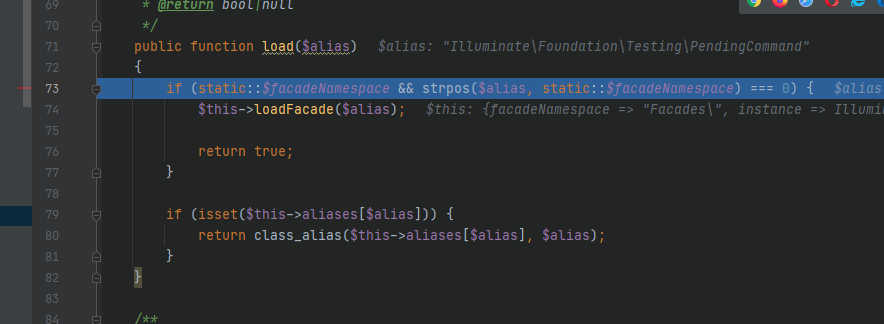 69 * @return bool|null
70 */
71 public function load($alias) $alias: "Illuminate\Foundation\Testing\PendingCommand"
72 {
73 if (static::$facadeNamespace && strpos($alias, static::$facadeNamespace) === 0) { $alias
74 $this->loadFacade($alias); $this: {facadeNamespace => "Facades\", instance => Illumin
75
76 return true;
77 }
78
79 if (isset($this->aliases[$alias])) {
80 return class_alias($this->aliases[$alias], $alias);
81 }
82 }
83
84 /**